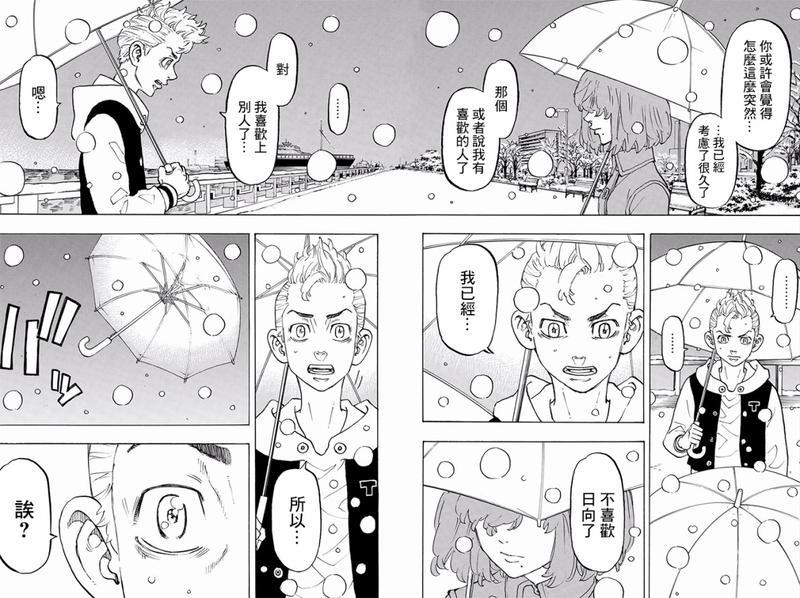 你或許會覺得
怎麼這麼突然…
…我已經
考慮了很久了
那個
或者說我有
喜歡的人了
……
對
我喜歡上
別人了…
嗯…
……
我已經…
不喜歡
日向了
所以…
T
誒？